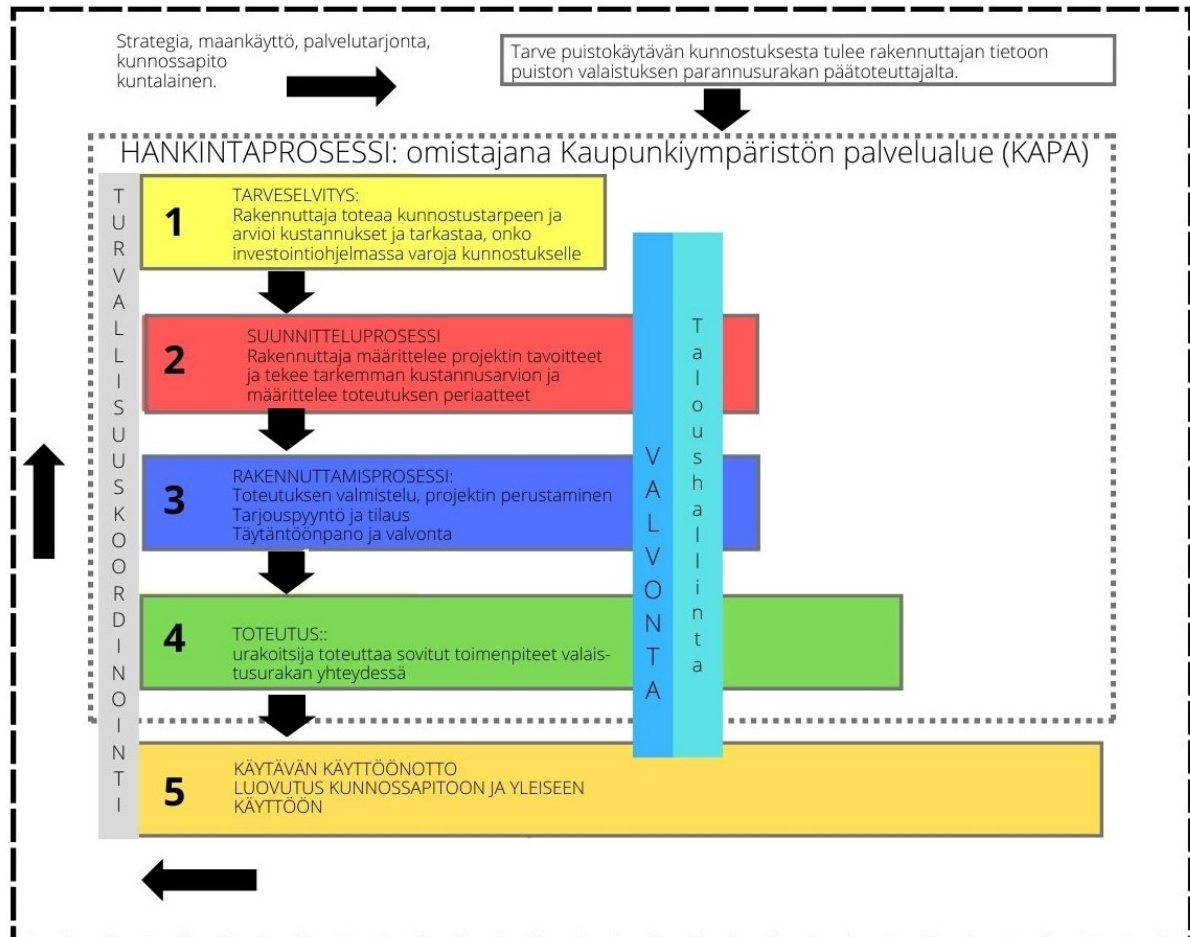 Strategia, maankäyttö, palvelutarjonta,
kunnossapito
kuntalainen.
Tarve puistokäytävän kunnostuksesta tulee rakennuttajan tietoon
puiston valaistuksen parannusurakan päätoteuttajalta.
HANKINTAPROSESSI: omistajana Kaupunkiympäristön palvelualue (KAPA)
TURVALLISUUSKOORDINOINTI
1
TARVESELVITYS:
Rakennuttaja toteaa kunnostustarpeen ja
arvioi kustannukset ja tarkastaa, onko
investointiohjelmassa varoja kunnostukselle
2
SUUNNITTELUPROSESSI
Rakennuttaja määrittelee projektin tavoitteet
ja tekee tarkemman kustannusarvion ja
määrittelee toteutuksen periaatteet
3
RAKENNUTTAMISPROSESSI:
Toteutuksen valmistelu, projektin perustaminen
Tarjouspyyntö ja tilaus
Täytäntöönpano ja valvonta
4
TOTEUTUS::
urakoitsija toteuttaa sovitut toimenpiteet valais-
tusurakan yhteydessä
5
KÄYTÄVÄN KÄYTTÖÖNOTTO
LUOVUTUS KUNNOSSAPITOON JA YLEISEEN
KÄYTTÖÖN
VALVONTA
Taloushallinta